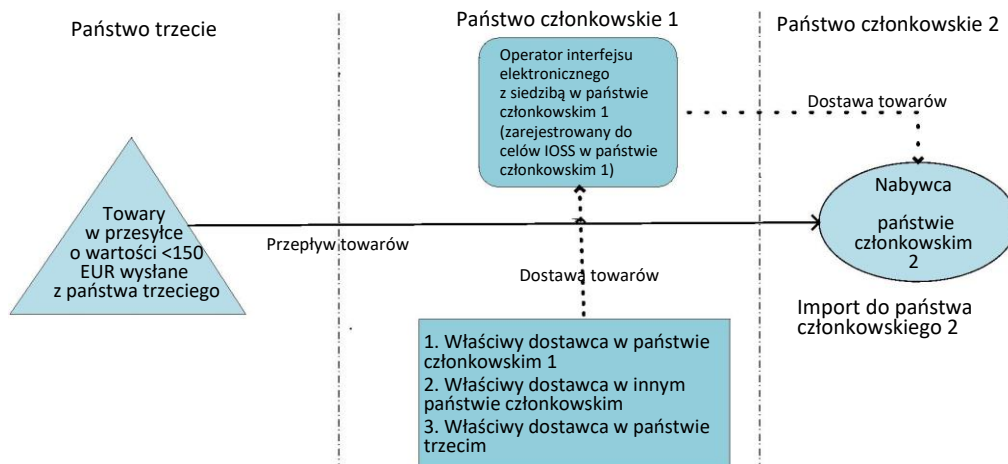 Państwo trzecie
Państwo członkowskie 1
Państwo członkowskie 2
Operator interfejsu
elektronicznego
z siedzibą w państwie
członkowskim 1
(zarejestrowany do
celów IOSS w państwie
członkowskim 1)
Dostawa towarów
Towary
w przesyłce
o wartości <150
EUR wysłane
z państwa trzeciego
Przepływ towarów
Nabywca
państwie
członkowskim
2
Dostawa towarów
Import do państwa
członkowskiego 2
1. Właściwy dostawca w państwie
członkowskim 1
2. Właściwy dostawca w innym
państwie członkowskim
3. Właściwy dostawca w państwie
trzecim